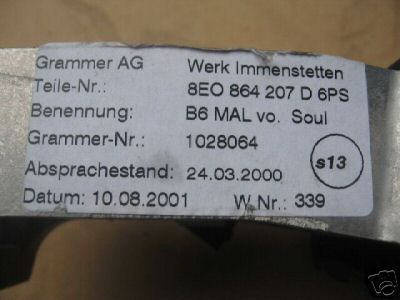 Grammer AG Werk Immenstetten
Teile-Nr.: 8EO 864 207 D 6PS
Benennung: B6 MAL vo. Soul
Grammer-Nr.: 1028064
s13
Absprachestand: 24.03.2000
Datum: 10.08.2001 W.Nr.: 339